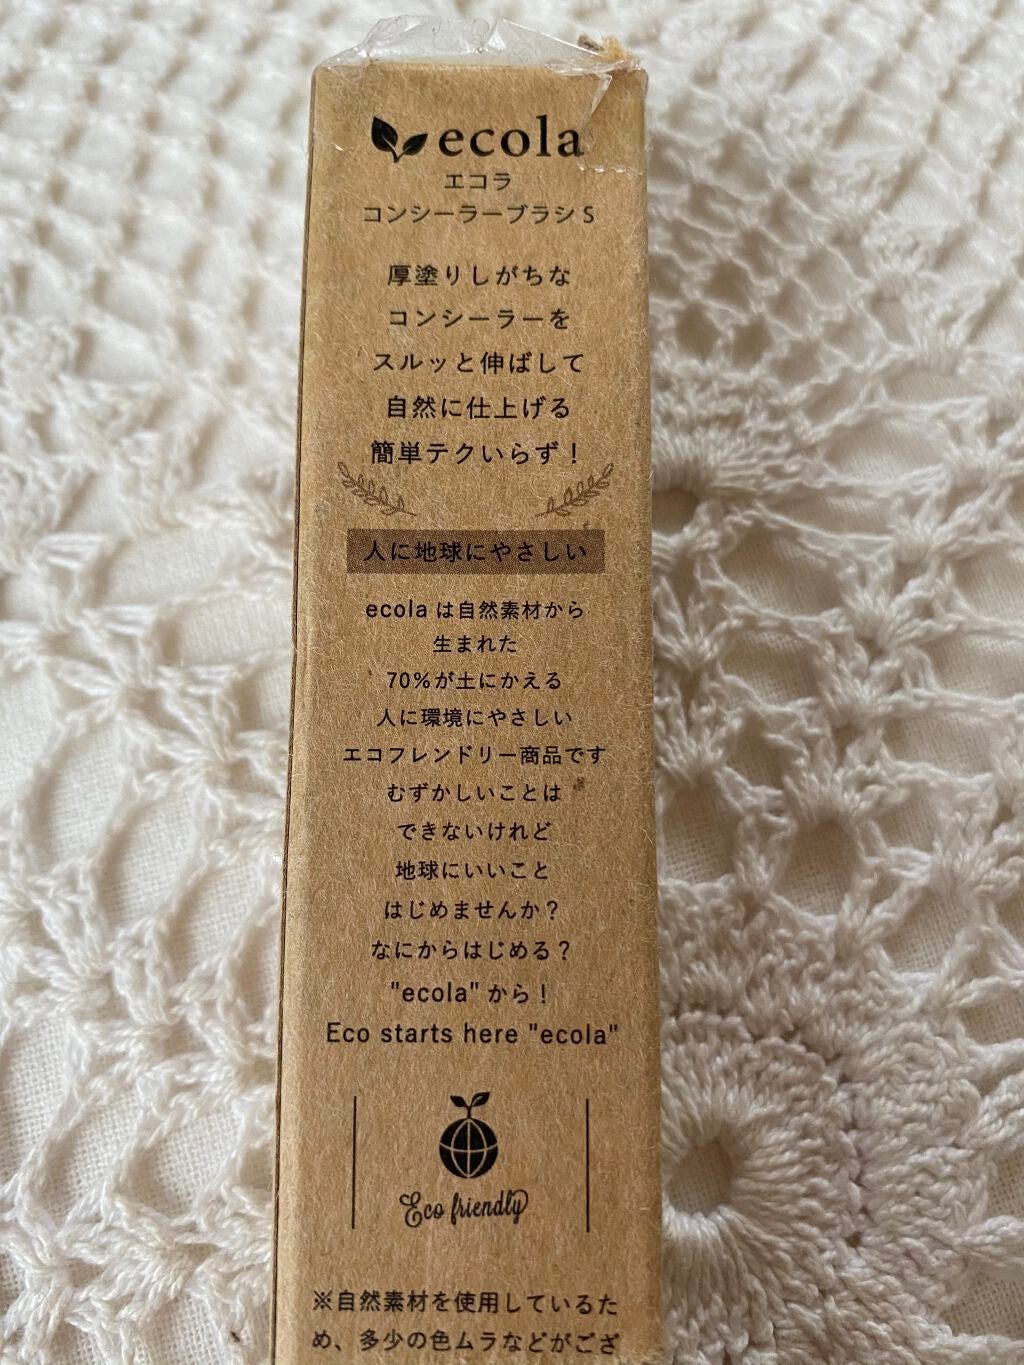 ecola
エコラ
コンシーラーブラシS
厚塗りしがちな
コンシーラーを
スルッと伸ばして
自然に仕上げる
簡単テクいらず！
人に地球にやさしい
ecola は自然素材から
生まれた
70%が土にかえる
人に環境にやさしい
エコフレンドリー商品です
むずかしいことは
できないけれど
地球にいいこと
はじめませんか？
なにからはじめる？
"ecola" から！
Eco starts here "ecola"
Eco friendly
※自然素材を使用しているた
め、多少の色ムラなどがござ